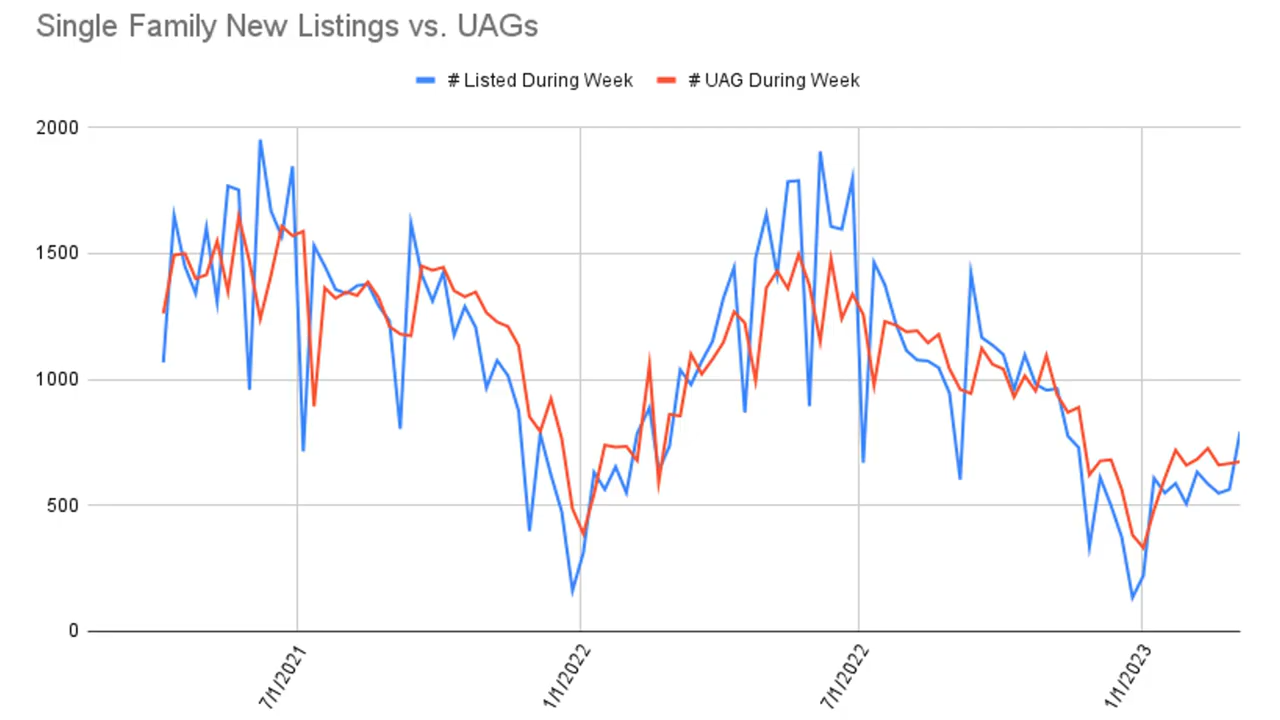 Single Family New Listings vs. UAGs
# Listed During Week # UAG During Week
2000
1500
1000
500
0
7/1/2021 1/1/2022 7/1/2022 1/1/2023